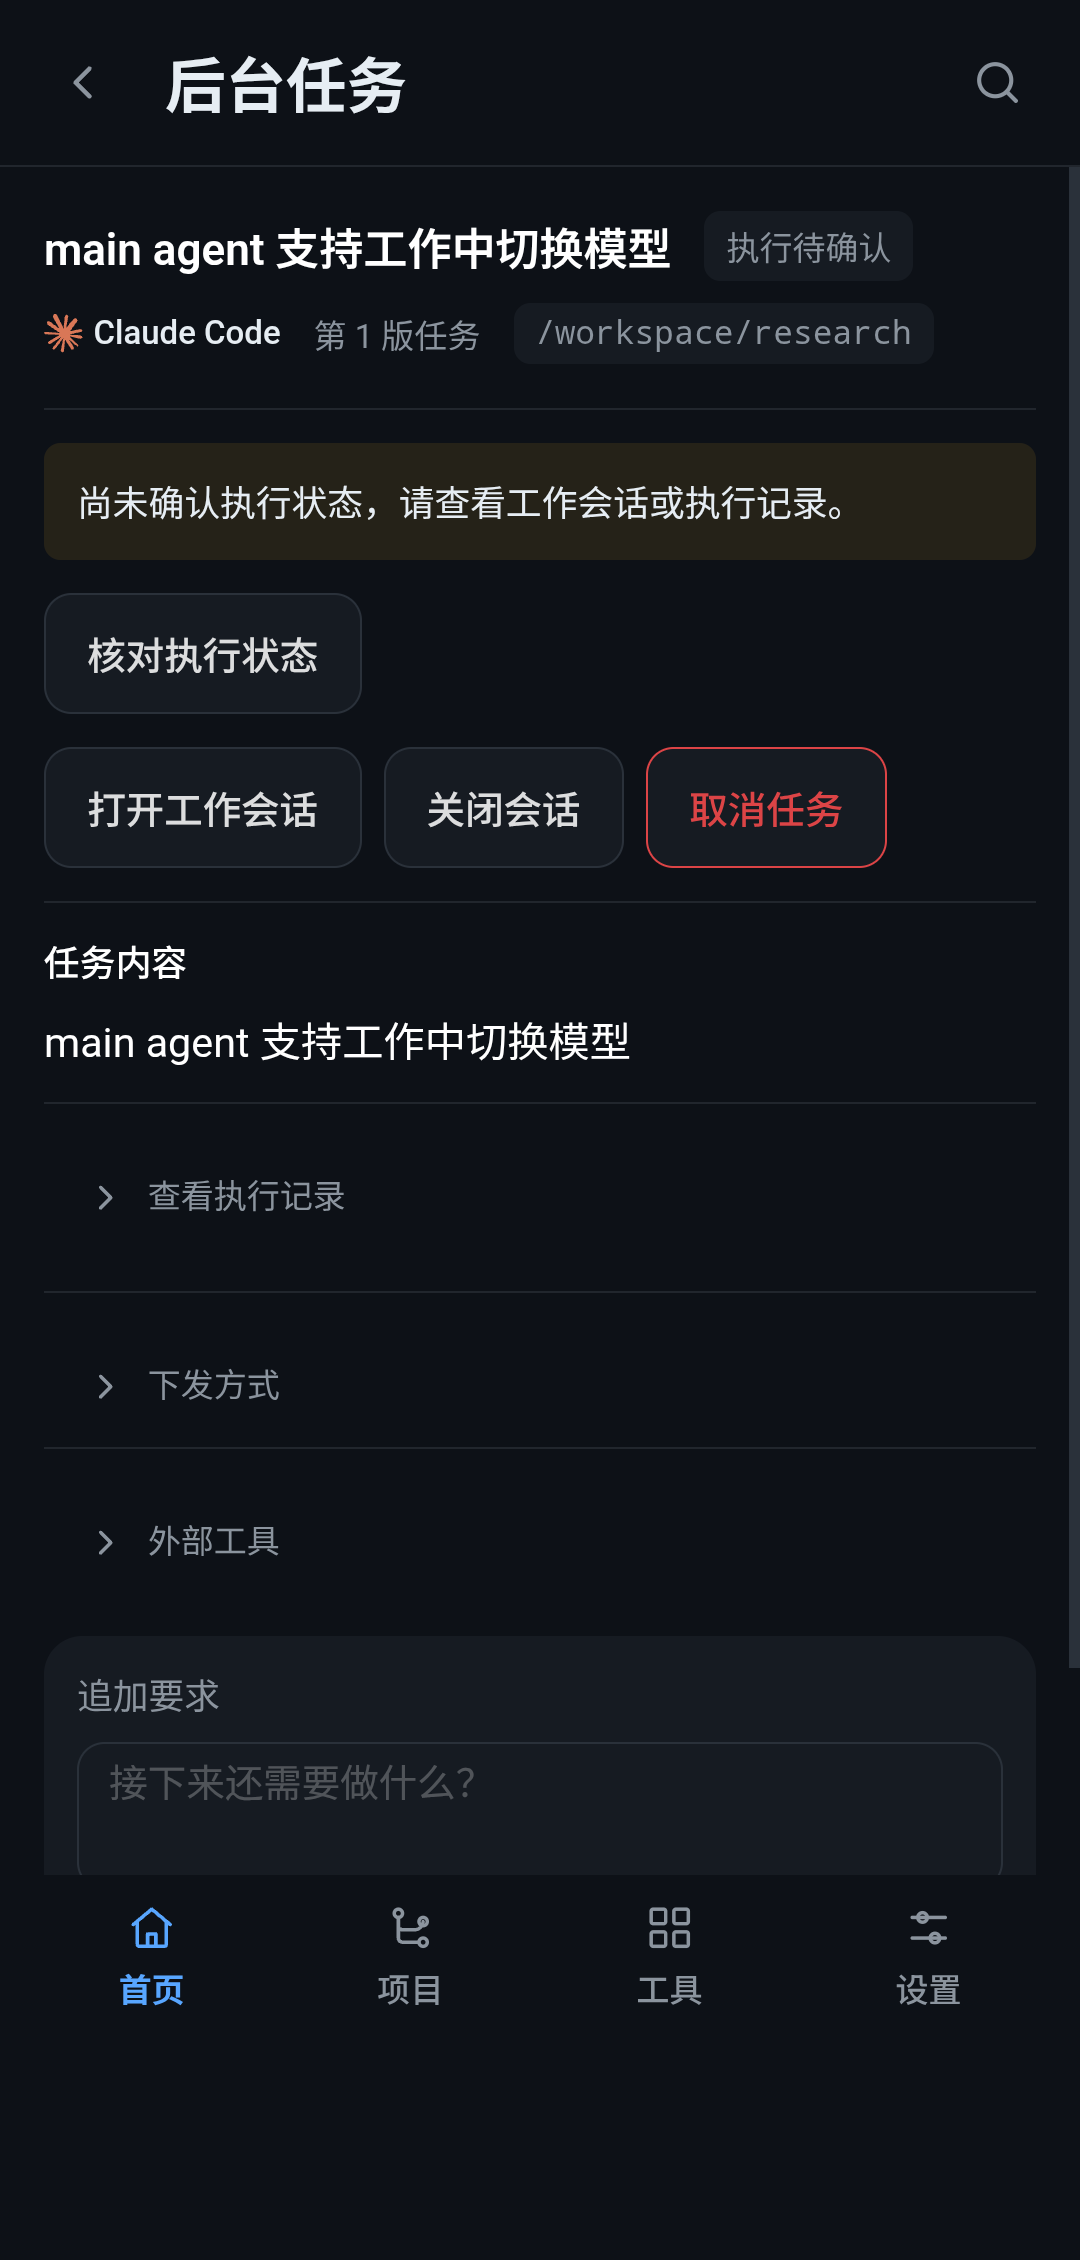 后台任务
main agent 支持工作中切换模型 执行待确认
Claude Code 第 1 版任务 /workspace/research
尚未确认执行状态，请查看工作会话或执行记录。
核对执行状态
打开工作会话 关闭会话 取消任务
任务内容
main agent 支持工作中切换模型
查看执行记录
下发方式
外部工具
追加要求
接下来还需要做什么？
首页 项目 工具 设置